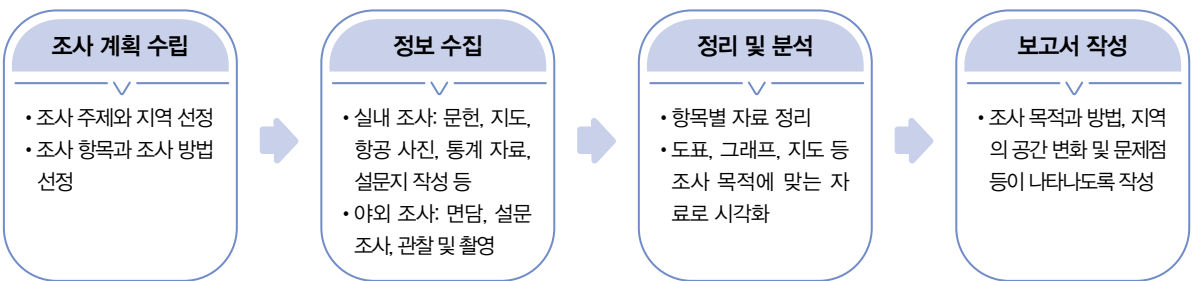 조사 계획 수립
• 조사 주제와 지역 선정
• 조사 항목과 조사 방법
선정
정보 수집
• 실내 조사: 문헌, 지도,
항공 사진, 통계 자료,
설문지 작성 등
• 야외 조사: 면담, 설문
조사, 관찰 및 촬영
정리 및 분석
• 항목별 자료 정리
• 도표, 그래프, 지도 등
조사 목적에 맞는 자
료로 시각화
보고서 작성
• 조사 목적과 방법, 지역
의 공간 변화 및 문제점
등이 나타나도록 작성